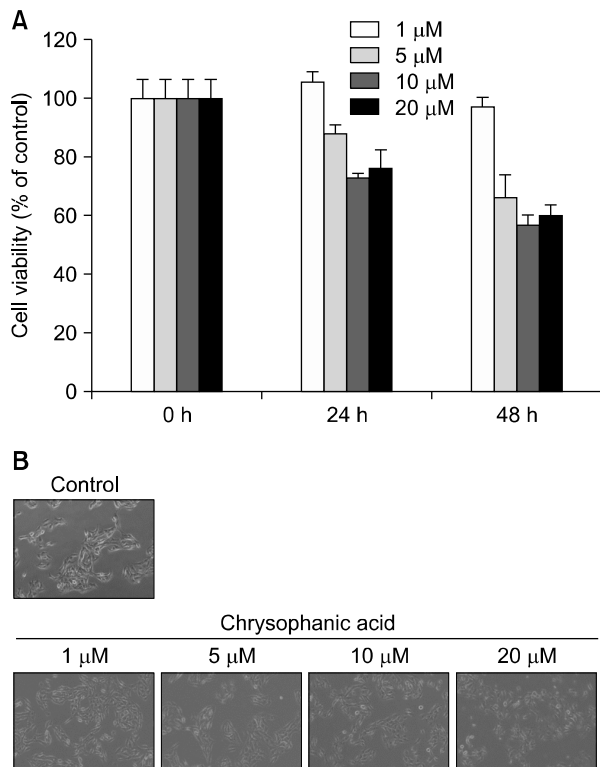 A
1 μM
5 μM
10 μM
20 μM
Cell viability (% of control)
120
100
80
60
40
20
0
0 h 24 h 48 h
B
Control
Chrysophanic acid
1 μM 5 μM 10 μM 20 μM